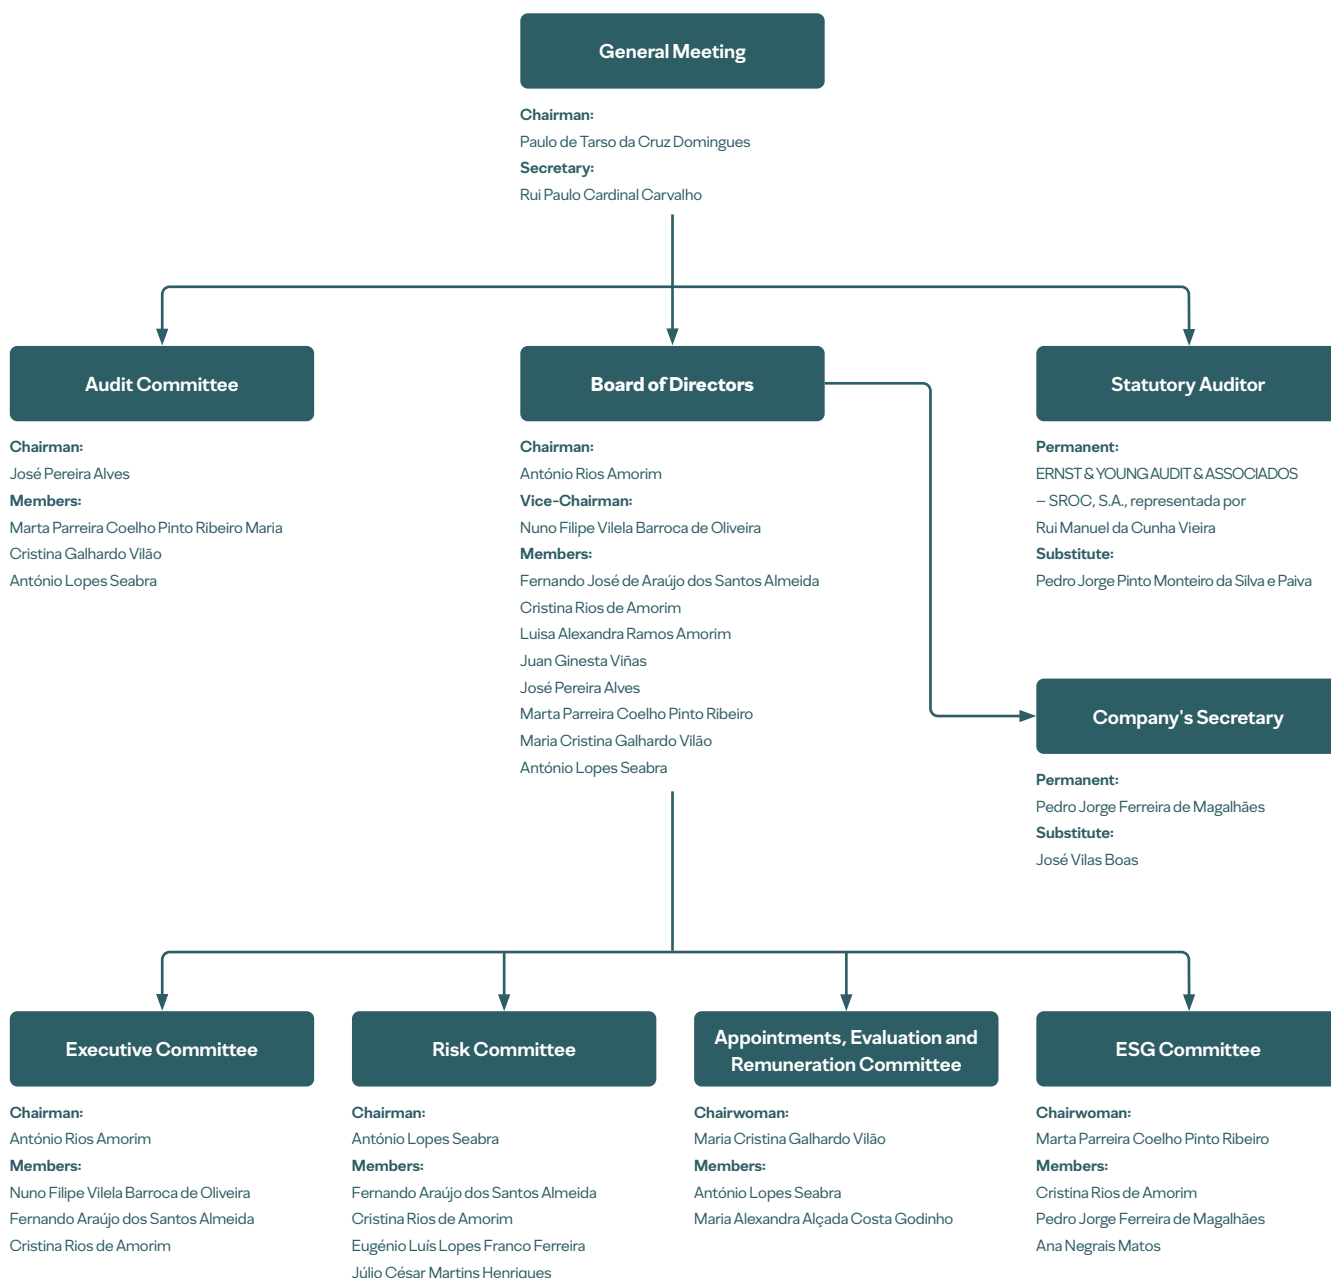 General Meeting
Chairman:
Paulo de Tarso da Cruz Domingues
Secretary:
Rui Paulo Cardinal Carvalho
Audit Committee
Chairman:
José Pereira Alves
Members:
Marta Parreira Coelho Pinto Ribeiro Maria
Cristina Galhardo Vilão
António Lopes Seabra
Board of Directors
Chairman:
António Rios Amorim
Vice-Chairman:
Nuno Filipe Vilela Barroca de Oliveira
Members:
Fernando José de Araújo dos Santos Almeida
Cristina Rios de Amorim
Luisa Alexandra Ramos Amorim
Juan Ginesta Viñas
José Pereira Alves
Marta Parreira Coelho Pinto Ribeiro
Maria Cristina Galhardo Vilão
António Lopes Seabra
Statutory Auditor
Permanent:
ERNST & YOUNG AUDIT & ASSOCIADOS
– SROC, S.A., representada por
Rui Manuel da Cunha Vieira
Substitute:
Pedro Jorge Pinto Monteiro da Silva e Paiva
Company's Secretary
Permanent:
Pedro Jorge Ferreira de Magalhães
Substitute:
José Vilas Boas
Executive Committee
Chairman:
António Rios Amorim
Members:
Nuno Filipe Vilela Barroca de Oliveira
Fernando Araújo dos Santos Almeida
Cristina Rios de Amorim
Risk Committee
Chairman:
António Lopes Seabra
Members:
Fernando Araújo dos Santos Almeida
Cristina Rios de Amorim
Eugénio Luís Lopes Franco Ferreira
Júlio César Martins Henriques
Appointments, Evaluation and
Remuneration Committee
Chairwoman:
Maria Cristina Galhardo Vilão
Members:
António Lopes Seabra
Maria Alexandra Alçada Costa Godinho
ESG Committee
Chairwoman:
Marta Parreira Coelho Pinto Ribeiro
Members:
Cristina Rios de Amorim
Pedro Jorge Ferreira de Magalhães
Ana Negrais Matos